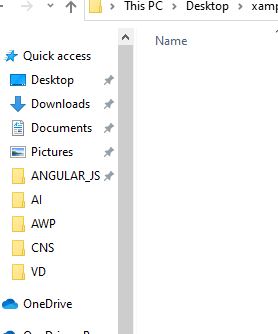 This PC > Desktop > xamp
Name
Quick access
Desktop
Downloads
Documents
Pictures
ANGULAR_JS
AI
AWP
CNS
VD
OneDrive